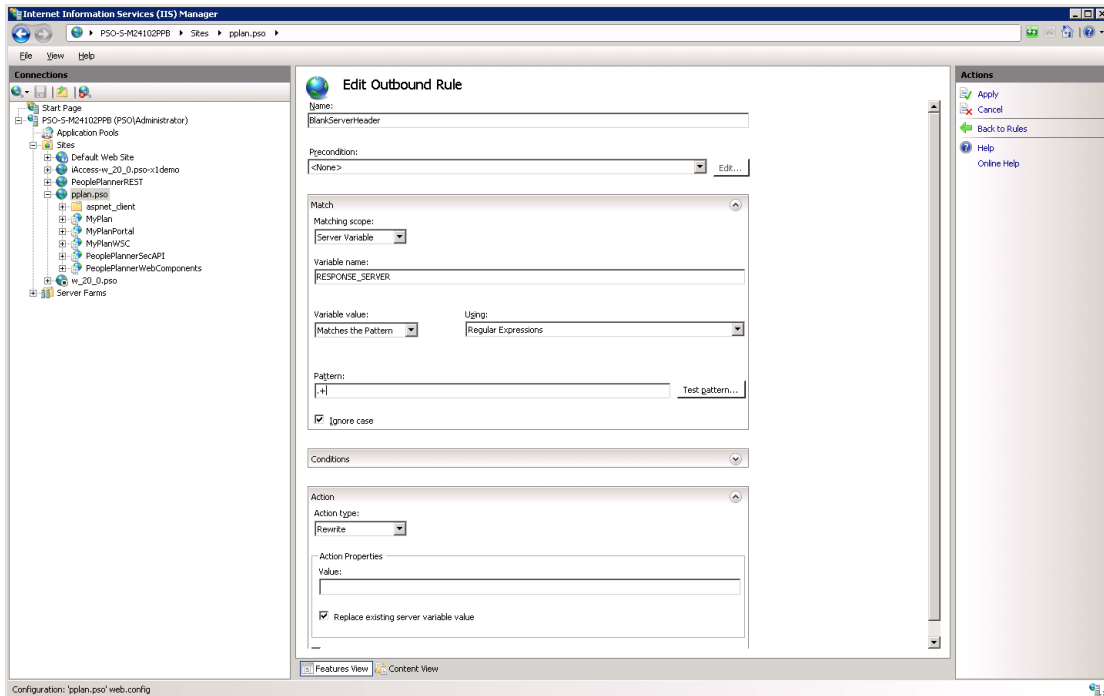 Internet Information Services (IIS) Manager
PSO-S-M24102PPB Sites pplan.pso
File View Help
Connections
Start Page
PSO-S-M24102PPB (PSO\Administrator)
Application Pools
Sites
Default Web Site
iAccess-w_20_0.pso-x1demo
PeoplePlannerREST
pplan.pso
aspnet_client
MyPlan
MyPlanPortal
MyPlanWSC
PeoplePlannerSecAPI
PeoplePlannerWebComponents
w_20_0.pso
Server Farms
Edit Outbound Rule
Name:
BlankServerHeader
Precondition:
<None> Edit...
Match
Matching scope:
Server Variable
Variable name:
RESPONSE_SERVER
Variable value: Using:
Matches the Pattern Regular Expressions
Pattern:
.+ Test pattern...
Ignore case
Conditions
Action
Action type:
Rewrite
Action Properties
Value:
Replace existing server variable value
Features View Content View
Actions
Apply
Cancel
Back to Rules
Help
Online Help
Configuration: 'pplan.pso' web.config